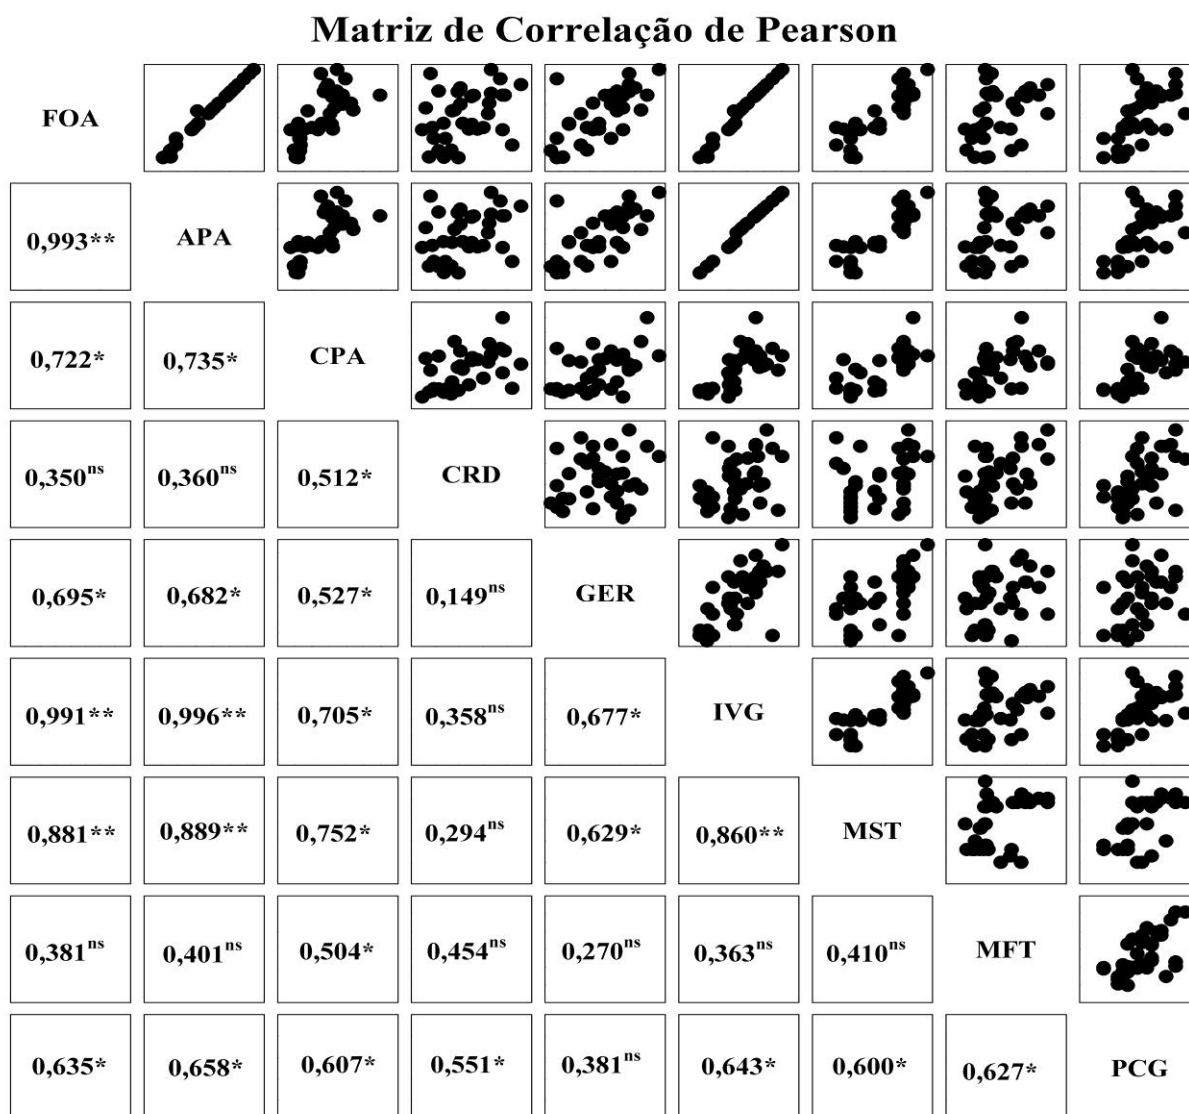 Matriz de Correlação de Pearson
FOA
0,993** APA
0,722* 0,735* CPA
0,350ns 0,360ns 0,512* CRD
0,695* 0,682* 0,527* 0,149ns GER
0,991** 0,996** 0,705* 0,358ns 0,677* IVG
0,881** 0,889** 0,752* 0,294ns 0,629* 0,860** MST
0,381ns 0,401ns 0,504* 0,454ns 0,270ns 0,363ns 0,410ns MFT
0,635* 0,658* 0,607* 0,551* 0,381ns 0,643* 0,600* 0,627* PCG